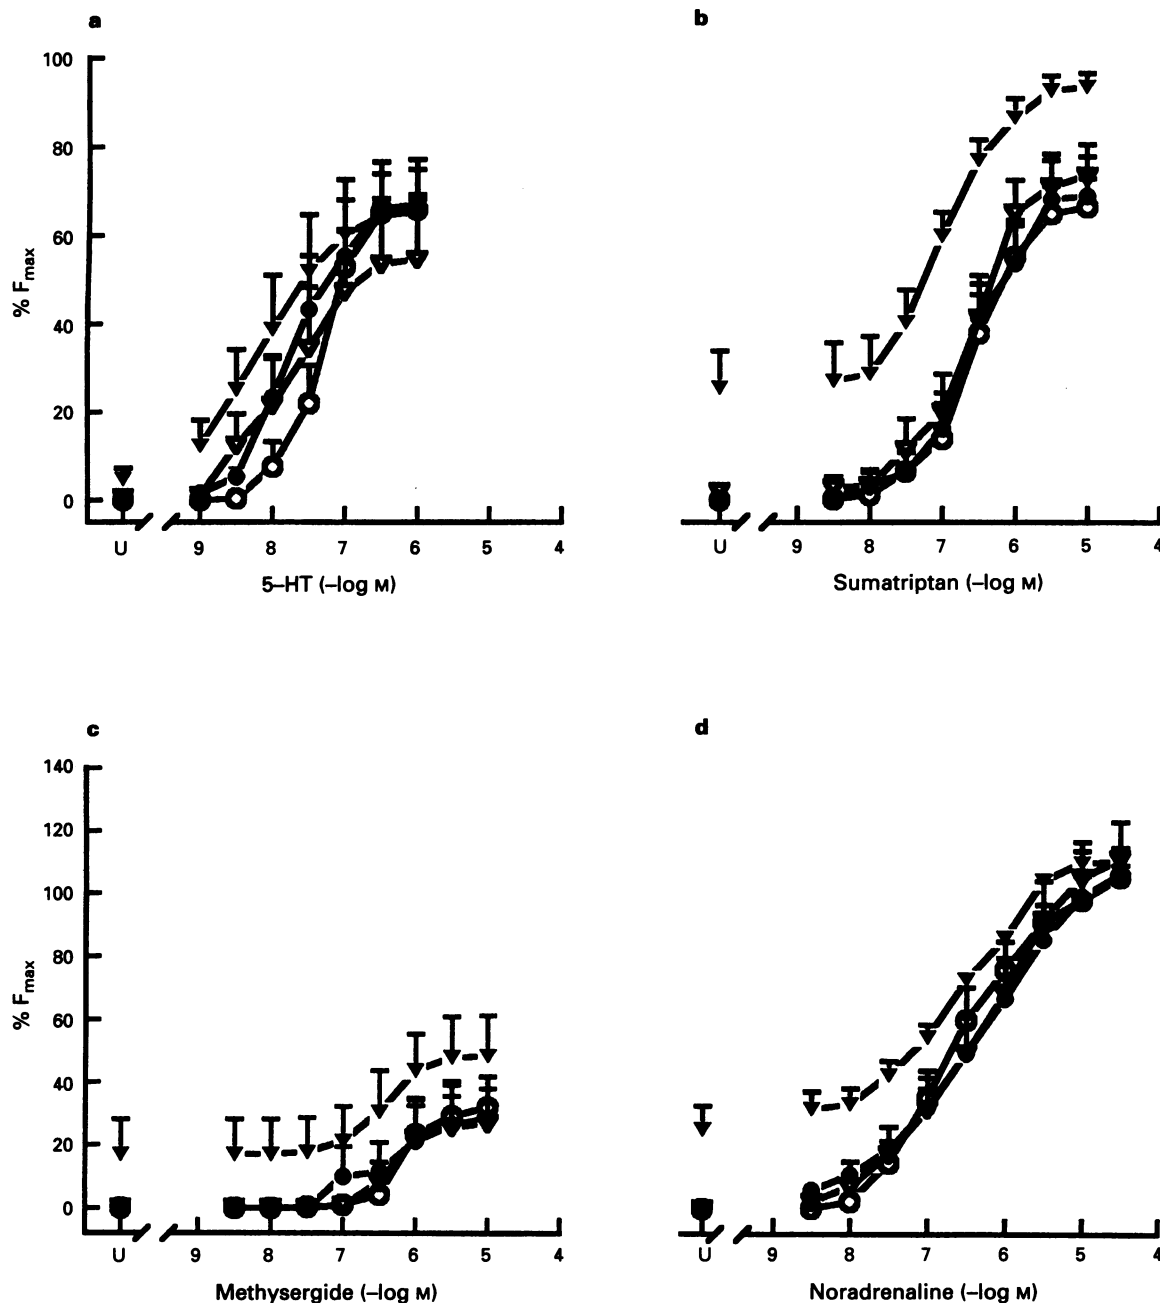 a
b
100
80
60
40
20
0
% Fmax
U
9
8
7
6
5
4
5–HT (–log M)
U
9
8
7
6
5
4
Sumatriptan (–log M)
c
d
140
120
100
80
60
40
20
0
% Fmax
U
9
8
7
6
5
4
Methysergide (–log M)
U
9
8
7
6
5
4
Noradrenaline (–log M)